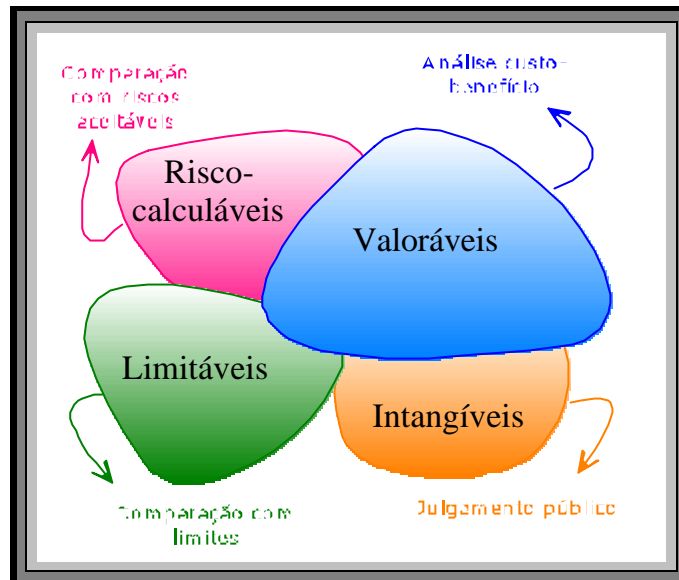 Comparação
com riscos
aceitáveis
Análise custo-
benefício
Risco-
calculáveis
Valoráveis
Limitáveis
Intangíveis
Comparação com
limites
Julgamento público